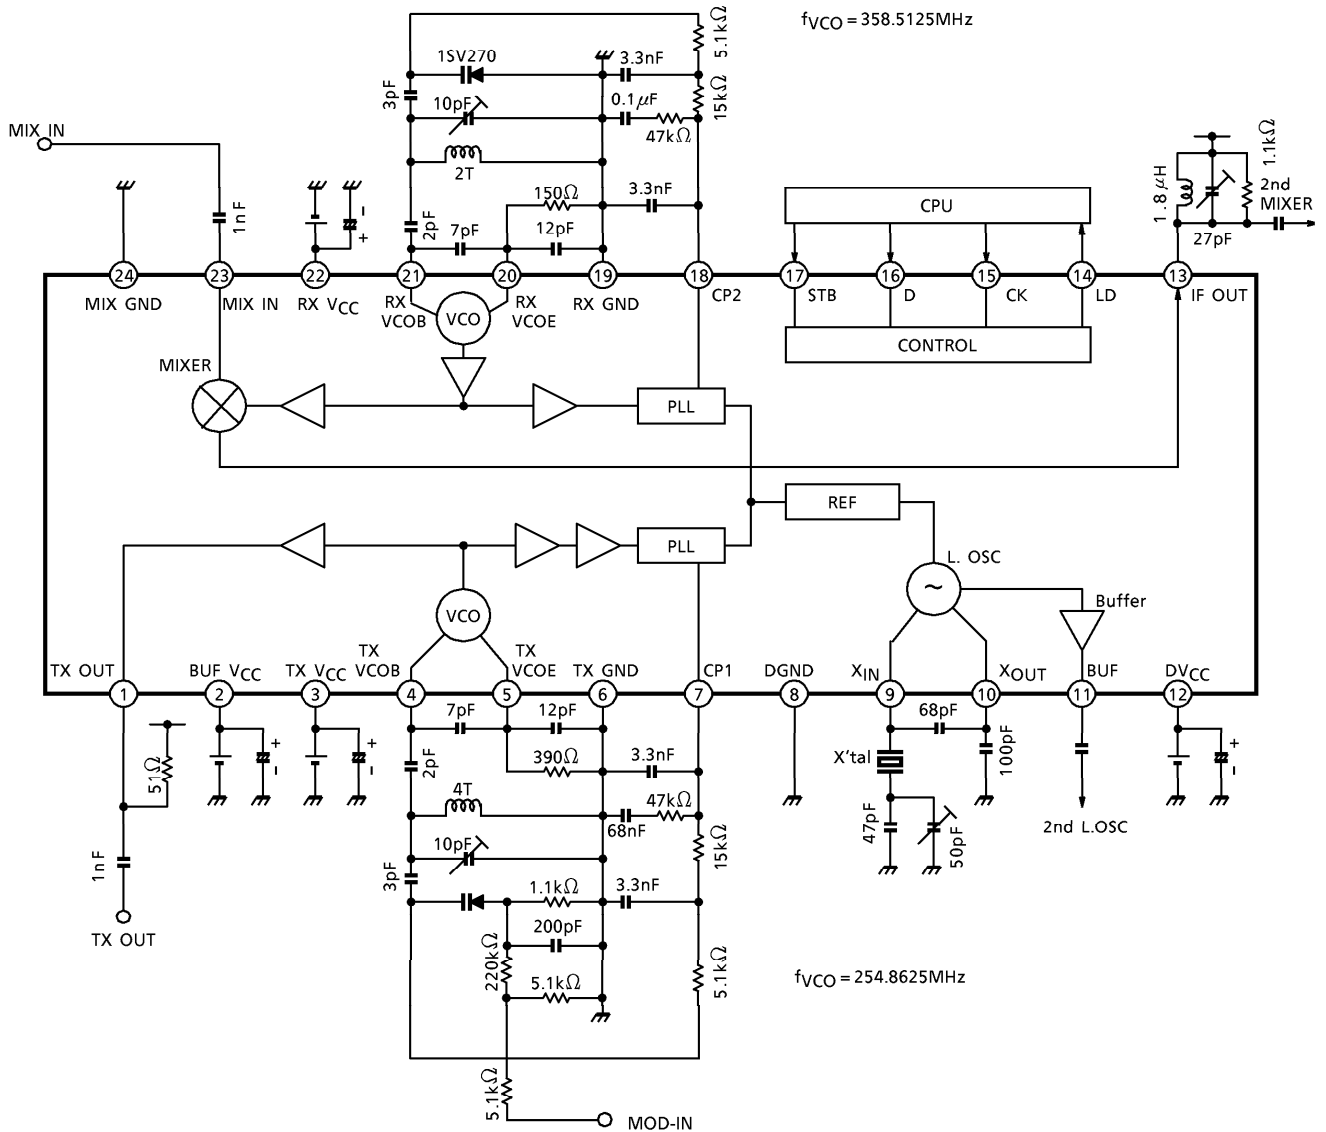 fVCO = 358.5125MHz
5.1kΩ
1SV270
3.3nF
3pF
10pF
0.1μF
15kΩ
47kΩ
MIX IN
2T
1nF
- +
2pF
150Ω
3.3nF
7pF
12pF
CPU
1.8μH
1.1kΩ
2nd
MIXER
27pF
24 23 22 21 20 19 18 17 16 15 14 13
MIX GND
MIX IN
RX VCC
RX
VCOB
RX
VCOE
RX GND
CP2
STB
D
CK
LD
IF OUT
VCO
CONTROL
MIXER
PLL
REF
PLL
L. OSC
~
Buffer
VCO
TX OUT
BUF VCC
TX VCC
TX
VCOB
TX
VCOE
TX GND
CP1
DGND
XIN
XOUT
BUF
DVCC
1 2 3 4 5 6 7 8 9 10 11 12
51Ω
+ -
+ -
7pF
12pF
2pF
390Ω
3.3nF
68pF
X'tal
100pF
+ -
4T
47kΩ
68nF
2nd L.OSC
47pF
50pF
1nF
10pF
15kΩ
3pF
1.1kΩ
3.3nF
TX OUT
200pF
220kΩ
5.1kΩ
5.1kΩ
fVCO = 254.8625MHz
5.1kΩ
MOD-IN